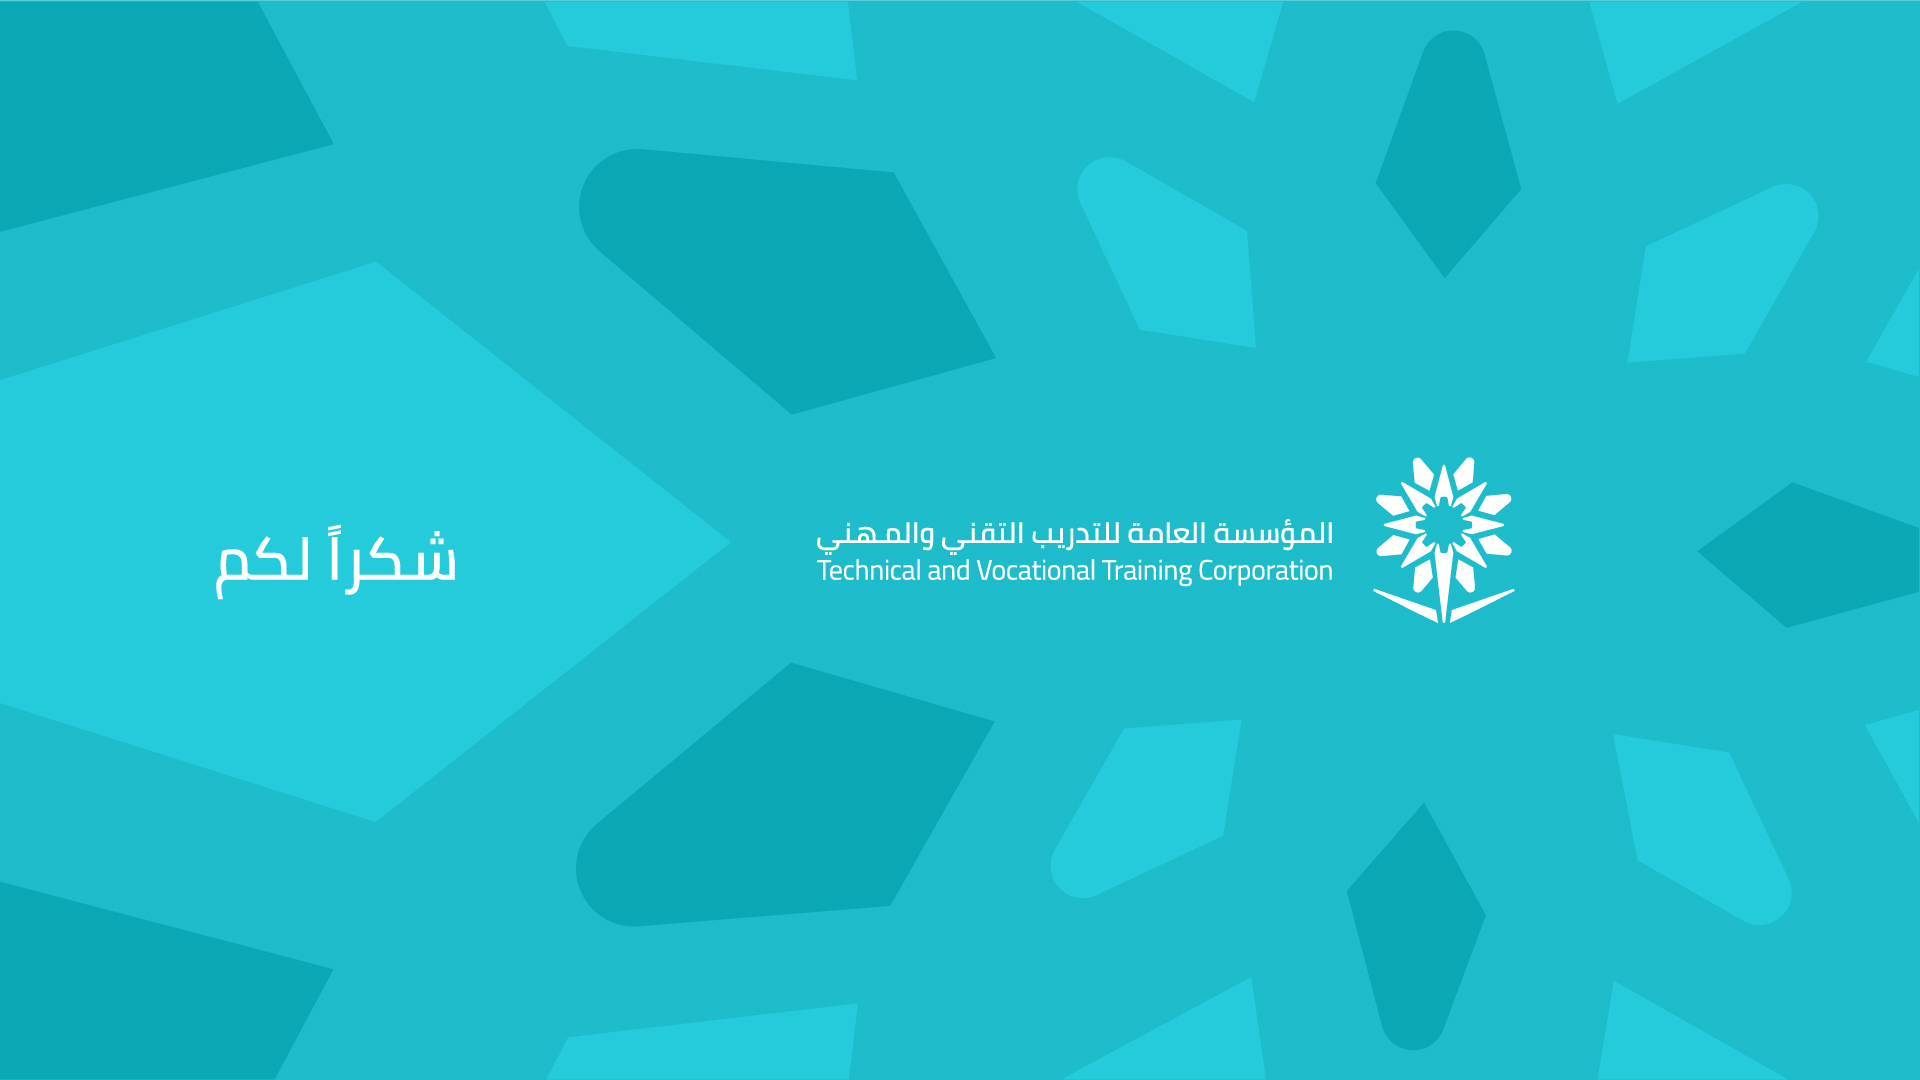 المؤسسة العامة للتدريب التقني والمهني
Technical and Vocational Training Corporation
شكراً لكم